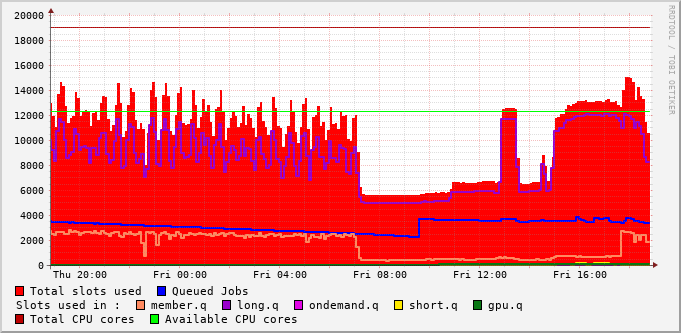 20000
18000
16000
14000
12000
10000
8000
6000
4000
2000
0
Thu 20:00 Fri 00:00 Fri 04:00 Fri 08:00 Fri 12:00 Fri 16:00
RRDTOOL / TOBI OETIKER
Total slots used Queued Jobs
Slots used in : member.q long.q ondemand.q short.q gpu.q
Total CPU cores Available CPU cores